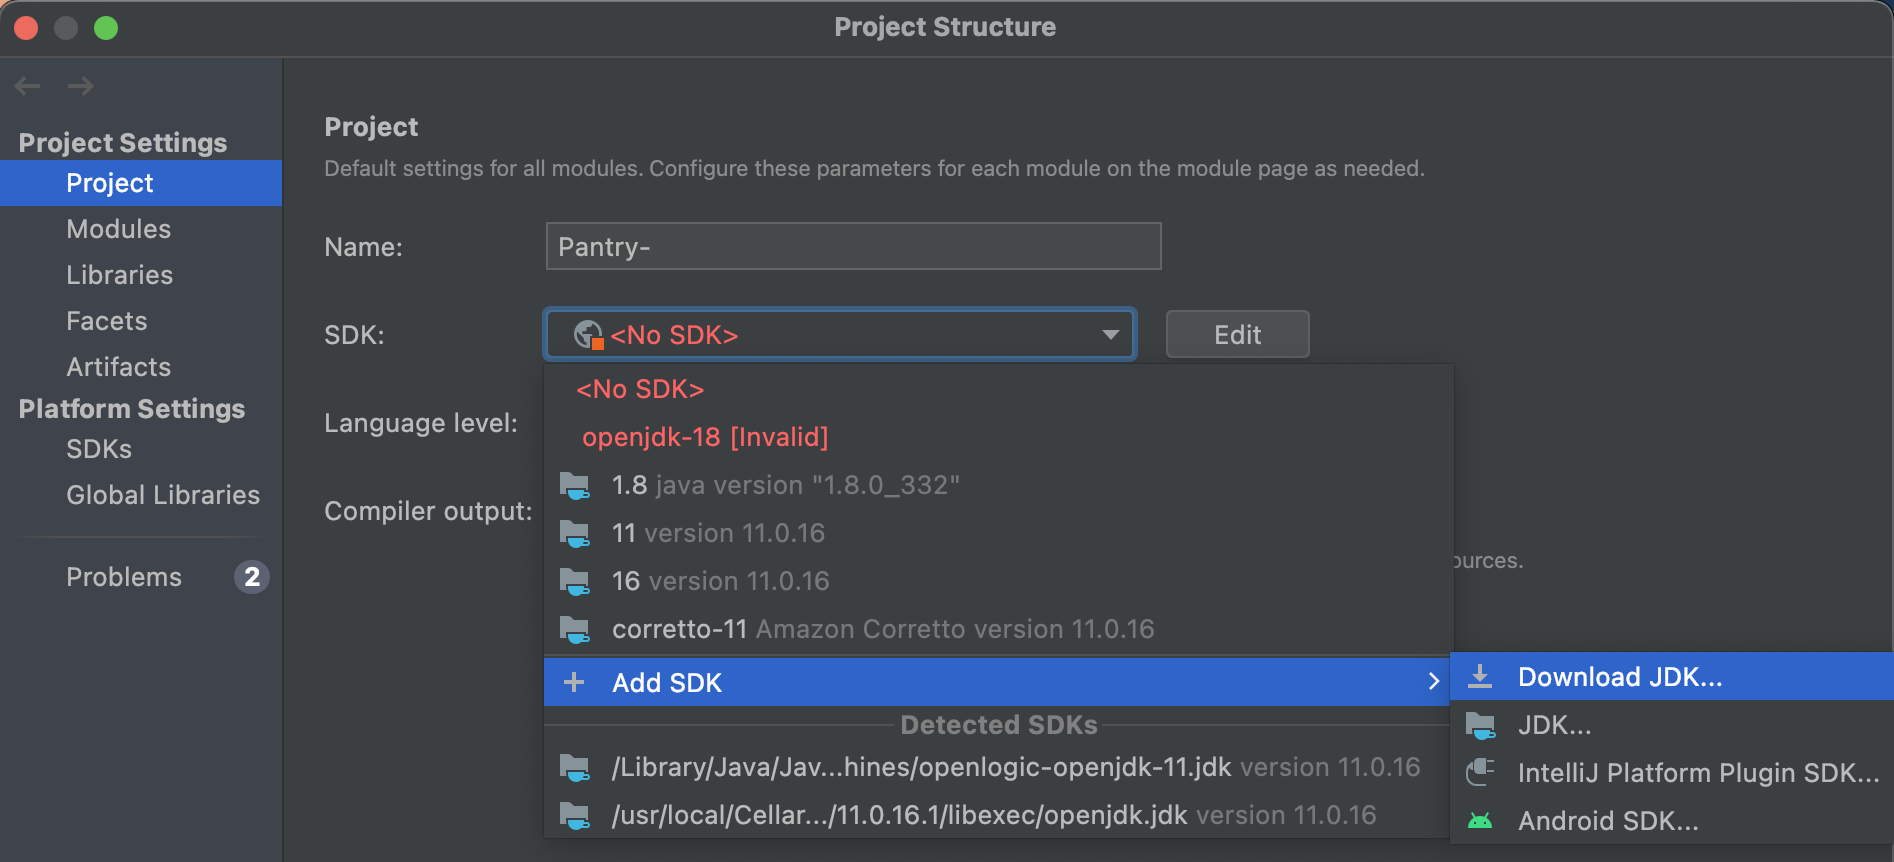 Project Structure
Project Settings
Project
Modules
Libraries
Facets
Artifacts
Platform Settings
SDKs
Global Libraries
Problems 2
Project
Default settings for all modules. Configure these parameters for each module on the module page as needed.
Name: Pantry-
SDK: <No SDK> Edit
<No SDK>
openjdk-18 [Invalid]
Language level:
1.8 java version "1.8.0_332"
Compiler output:
11 version 11.0.16
ources.
16 version 11.0.16
corretto-11 Amazon Corretto version 11.0.16
Add SDK
Detected SDKs
/Library/Java/Jav...hines/openlogic-openjdk-11.jdk version 11.0.16
/usr/local/Cellar.../11.0.16.1/libexec/openjdk.jdk version 11.0.16
Download JDK...
JDK...
IntelliJ Platform Plugin SDK...
Android SDK...